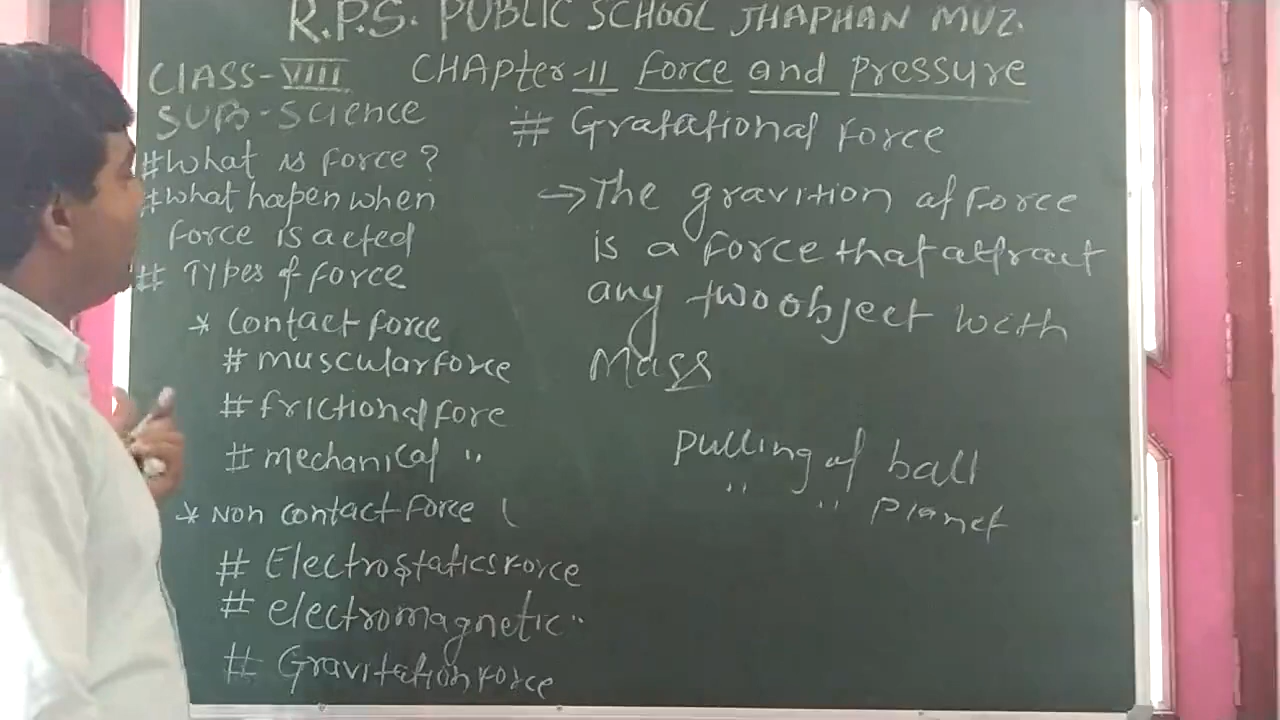 R.P.S. PUBLIC SCHOOL JHAPHAN MUZ.
CLASS-VIII
CHAPter-11 Force and Pressure
SUB-Science
#What is force?
#What hapen when
force is acted
# Types of force
* Contact force
# muscular force
# frictional fore
# mechanical "
* Non contact force (
# Electrostatics Force
# electromagnetic "
# Gravitation force
# Gratational Force
→ The gravition of Force
is a force that attract
any two object with
Mass
Pulling of ball
" " Planet